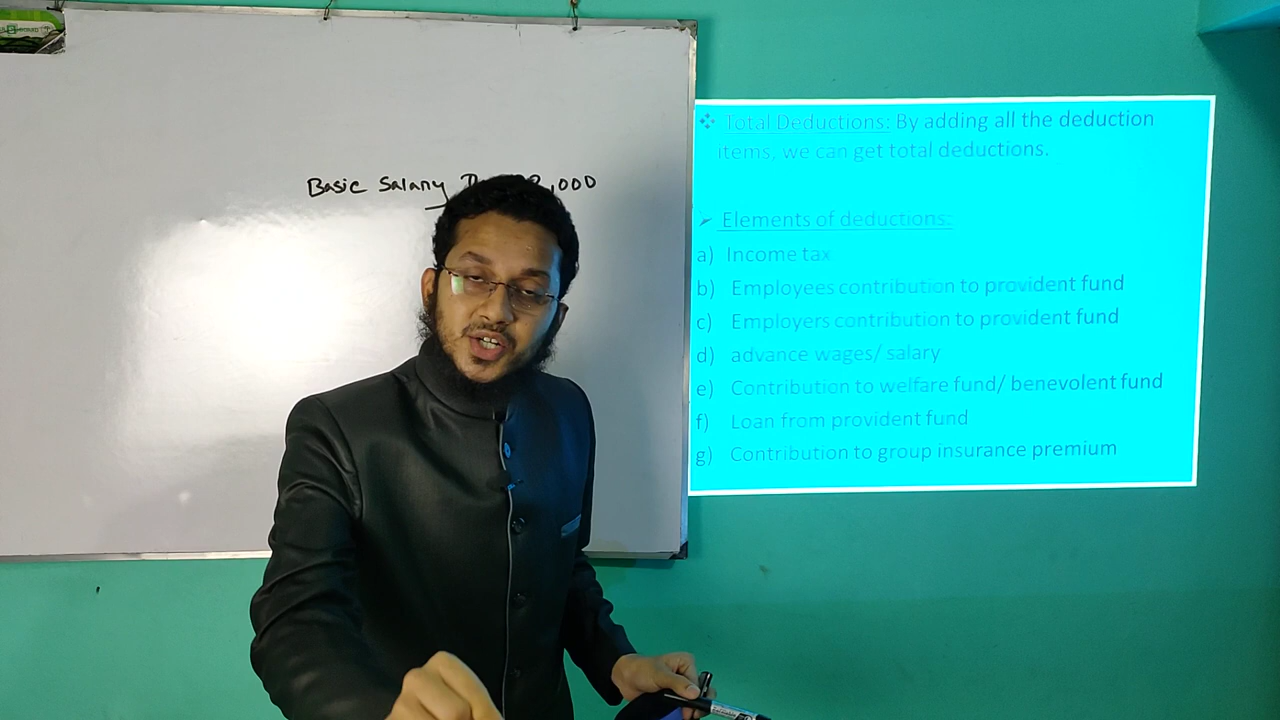 Basic Salary ,000
❖ Total Deductions: By adding all the deduction
items, we can get total deductions.
➢ Elements of deductions:
a) Income tax
b) Employees contribution to provident fund
c) Employers contribution to provident fund
d) advance wages/ salary
e) Contribution to welfare fund/ benevolent fund
f) Loan from provident fund
g) Contribution to group insurance premium